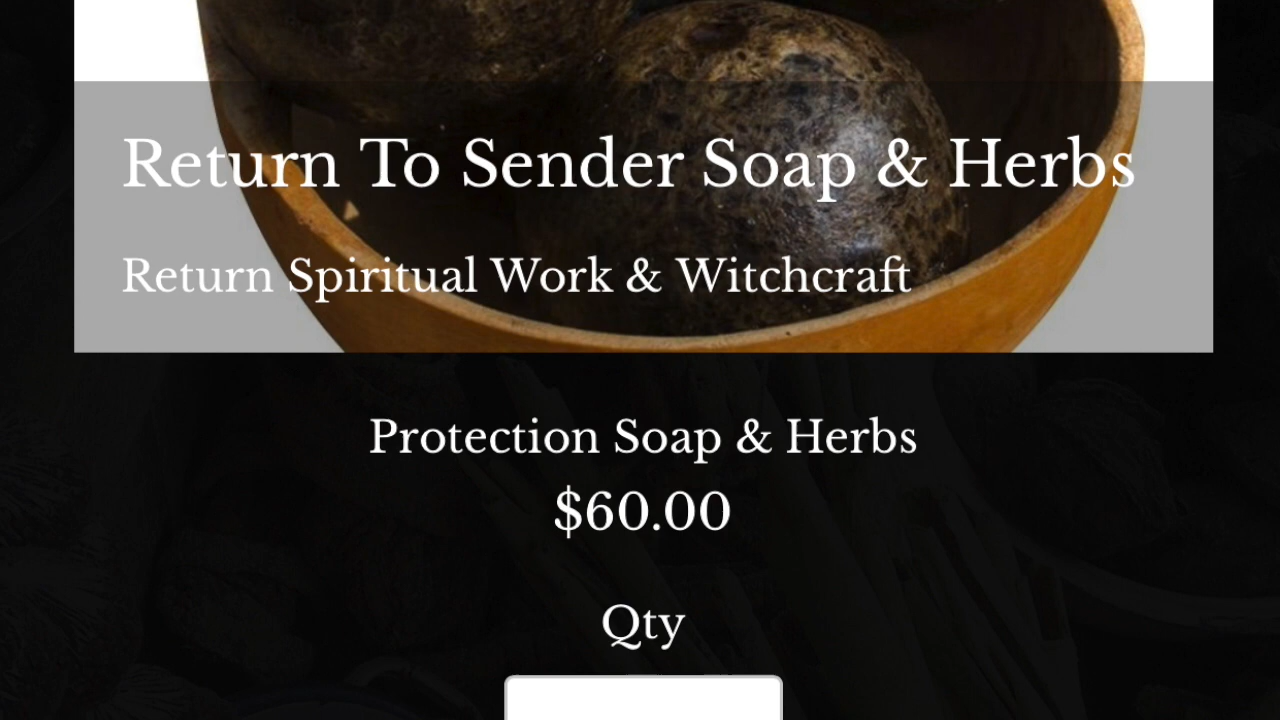 Return To Sender Soap & Herbs
Return Spiritual Work & Witchcraft
Protection Soap & Herbs
$60.00
Qty